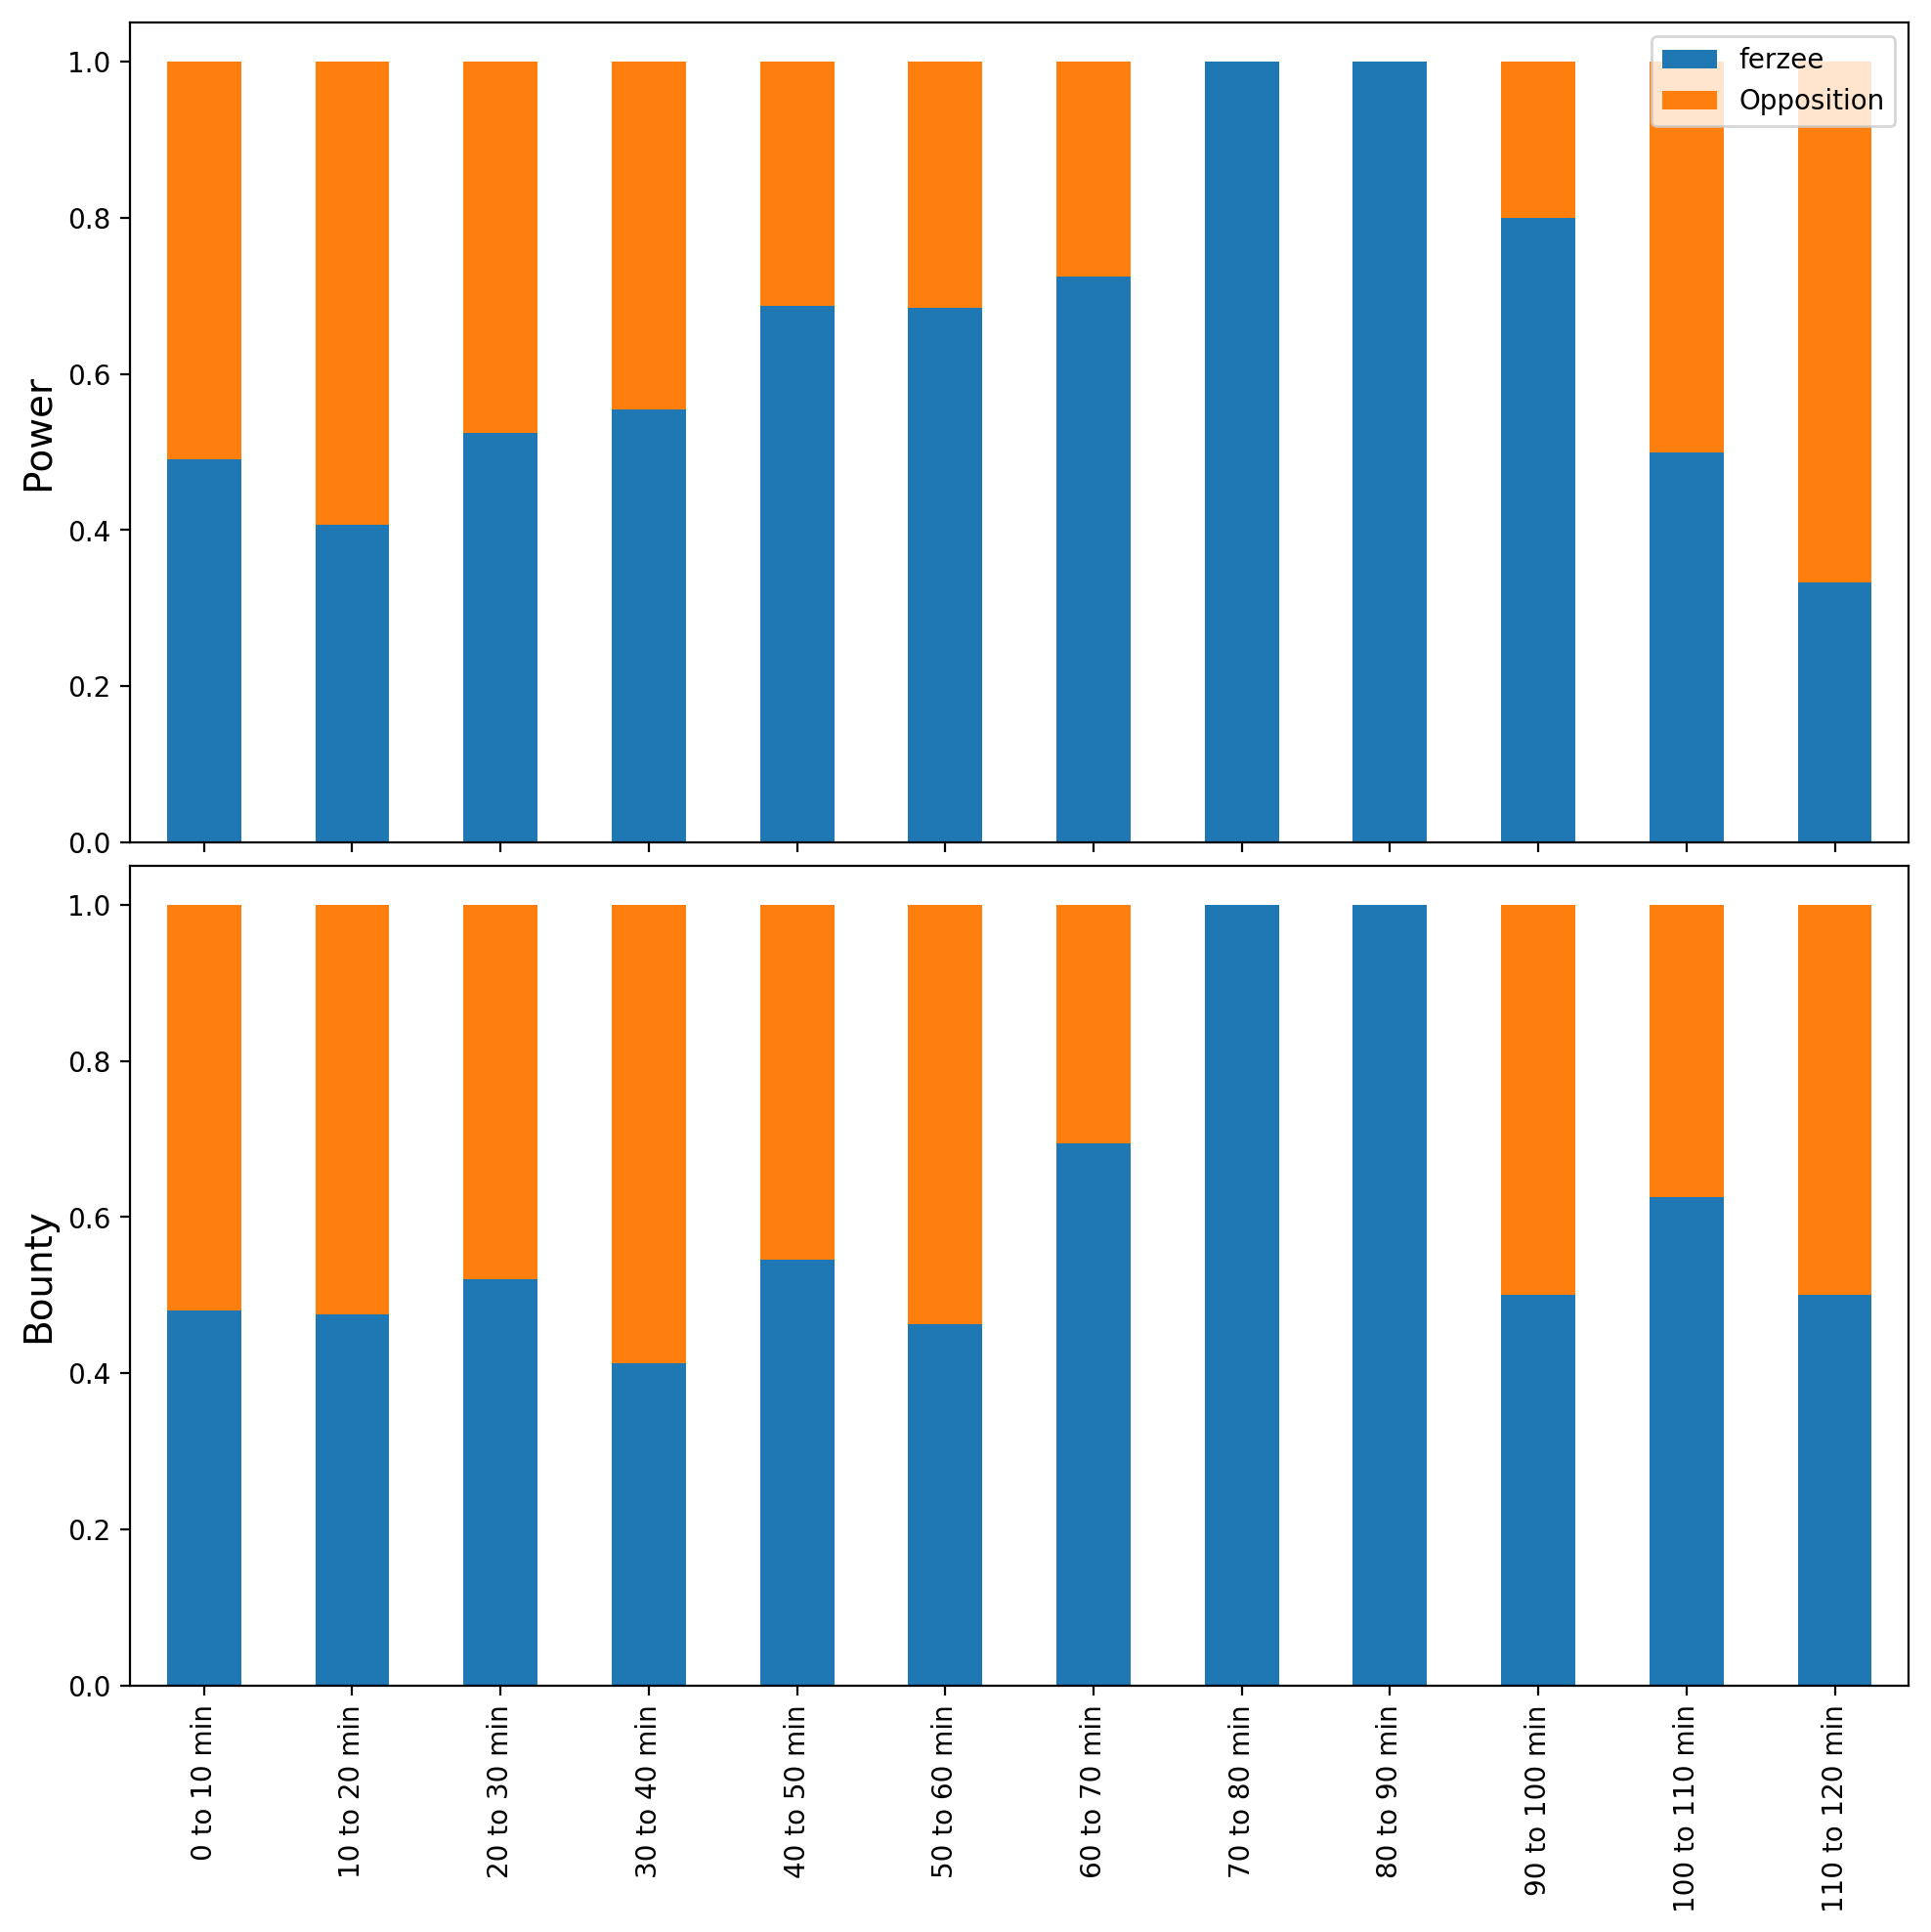 ferzee
Opposition
1.0
0.8
0.6
0.4
0.2
0.0
Power
1.0
0.8
0.6
0.4
0.2
0.0
Bounty
0 to 10 min
10 to 20 min
20 to 30 min
30 to 40 min
40 to 50 min
50 to 60 min
60 to 70 min
70 to 80 min
80 to 90 min
90 to 100 min
100 to 110 min
110 to 120 min